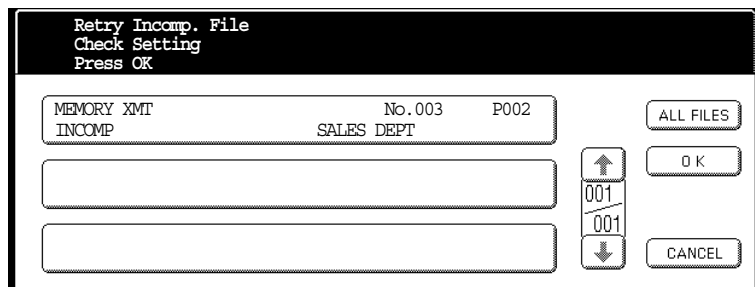 Retry Incomp. File
Check Setting
Press OK
MEMORY XMT No.003 P002
INCOMP SALES DEPT
ALL FILES
OK
001
001
CANCEL